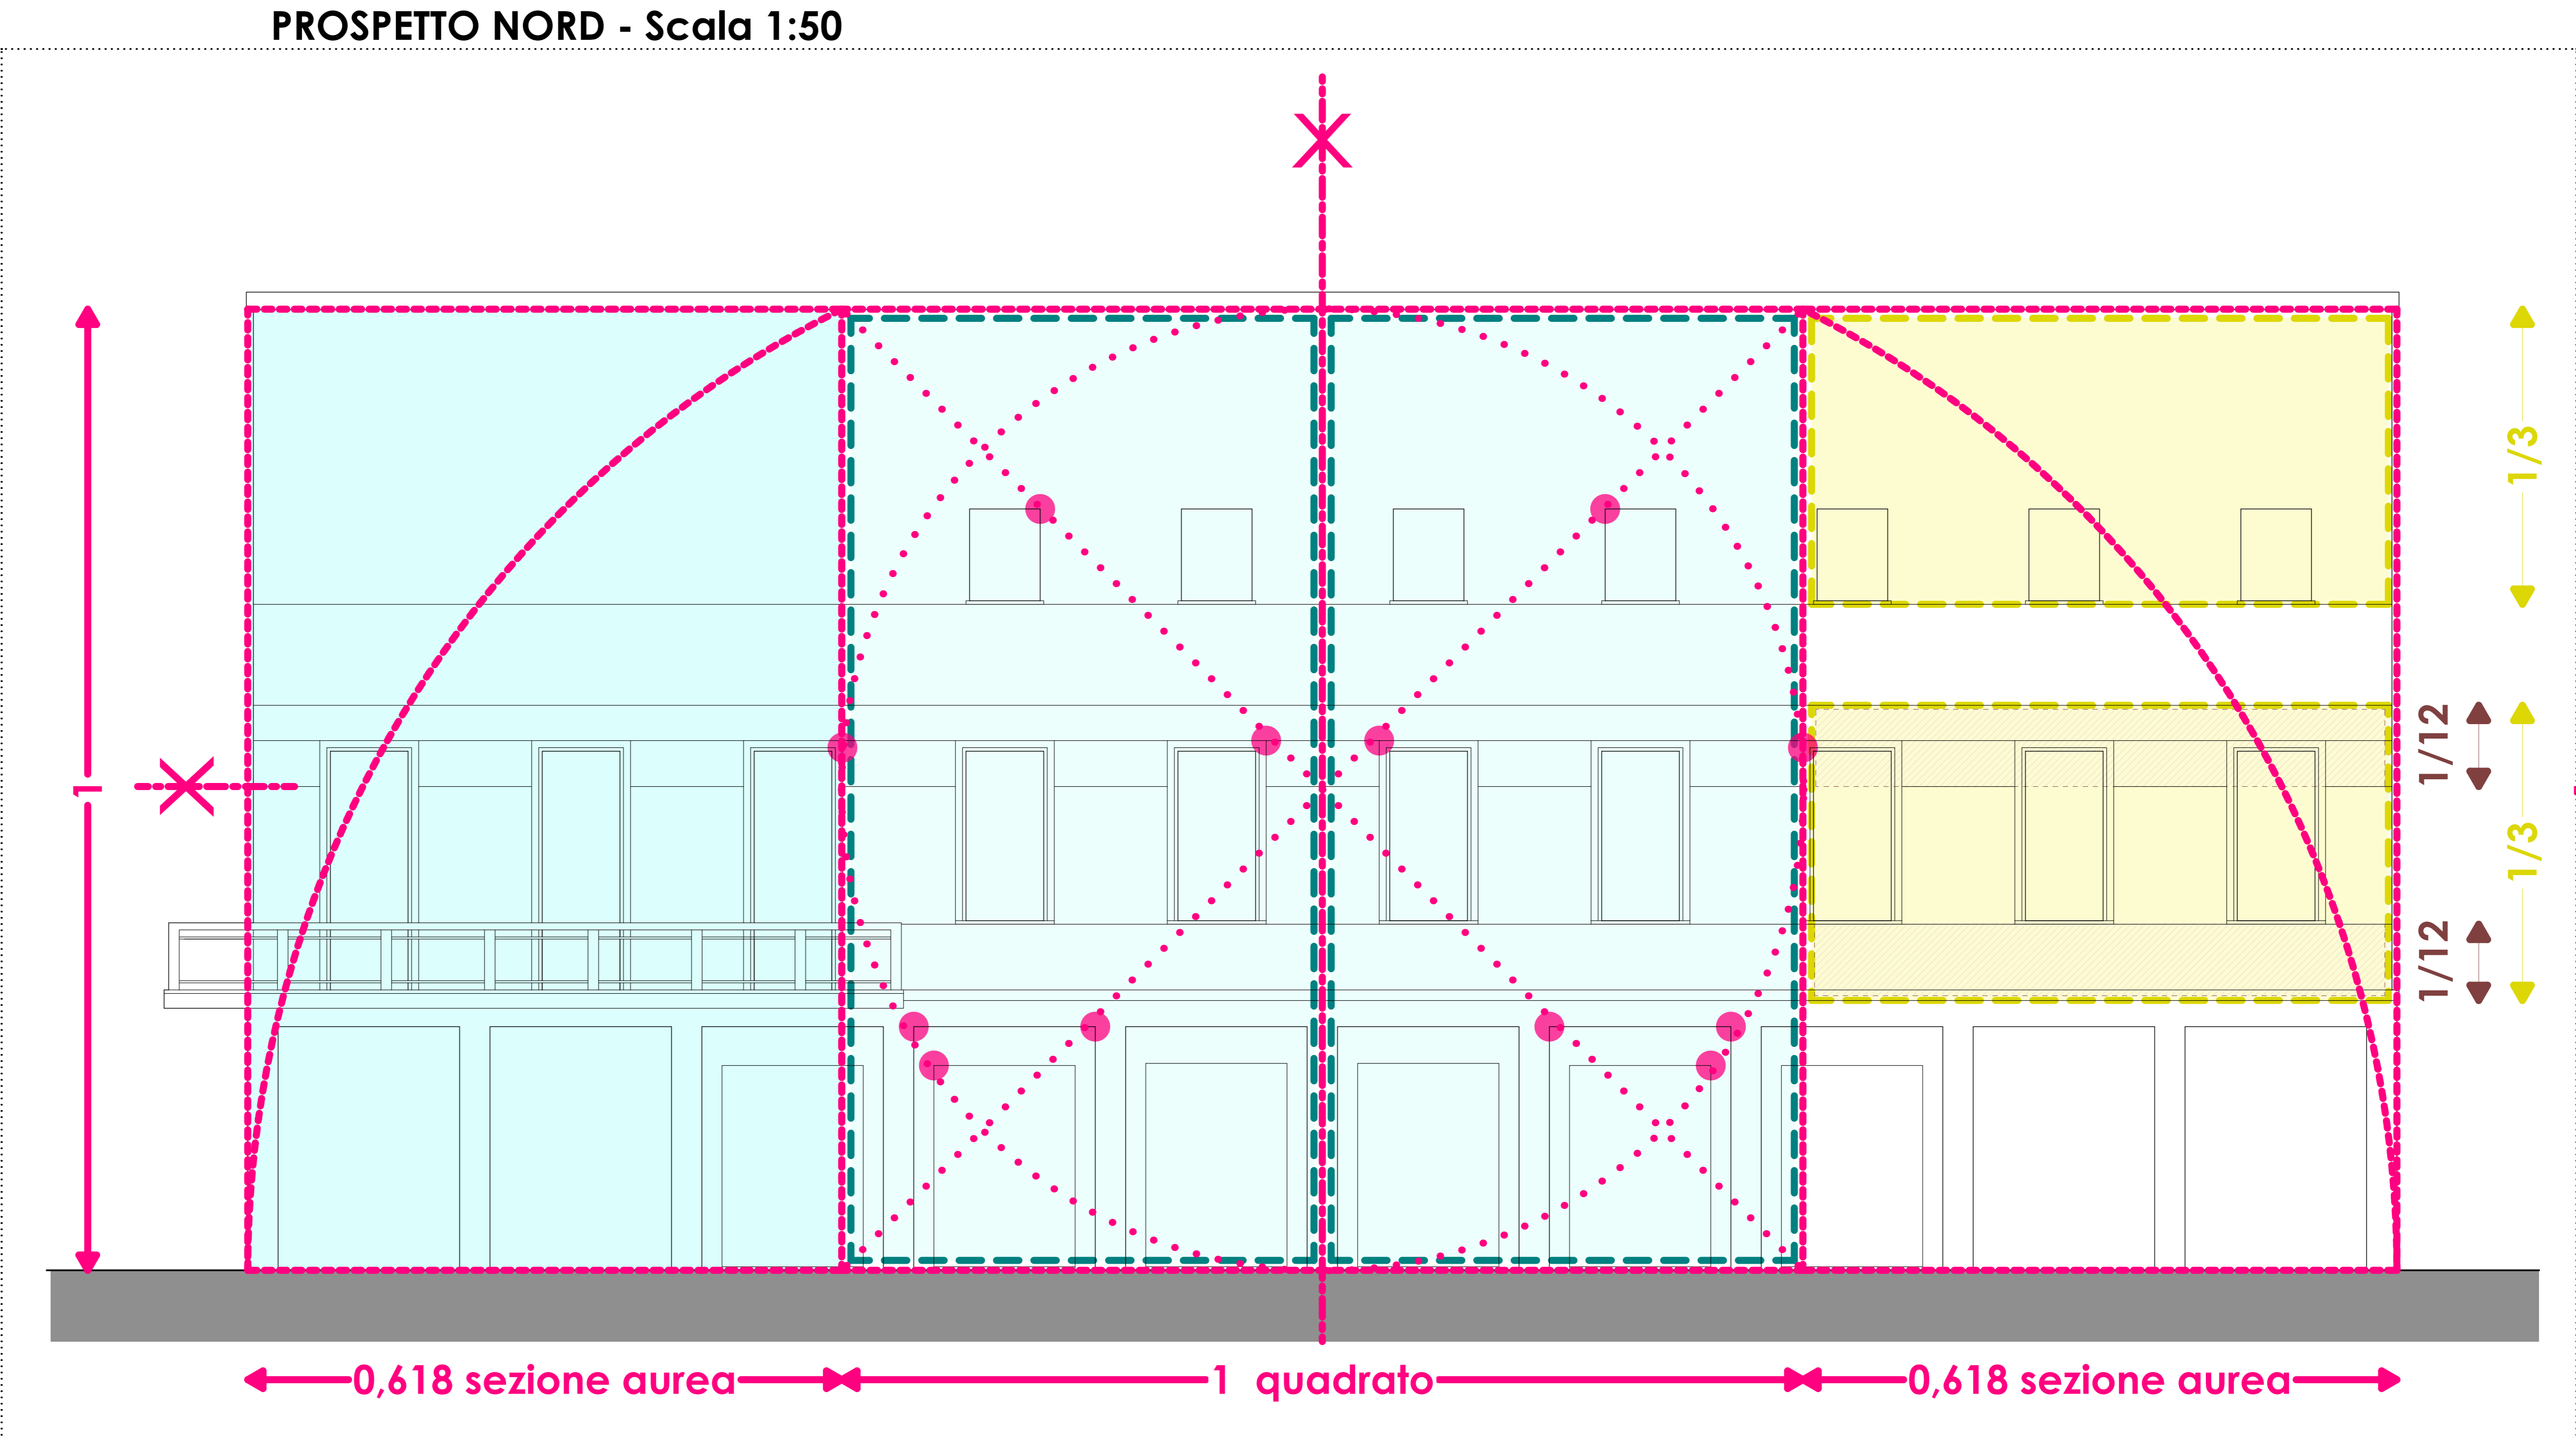 PROSPETTO NORD - Scala 1:50
1/3
1/12
1
1/3
1/12
0,618 sezione aurea
1 quadrato
0,618 sezione aurea